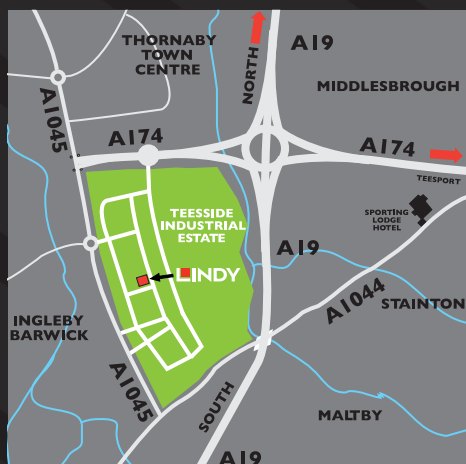 THORNABY
TOWN
CENTRE
A19
NORTH
MIDDLESBROUGH
A1045
A174
A174
TEESPORT
TEESSIDE
INDUSTRIAL
ESTATE
SPORTING
LODGE
HOTEL
A19
LINDY
A1044
STAINTON
INGLEBY
BARWICK
A1045
SOUTH
MALTBY
A19